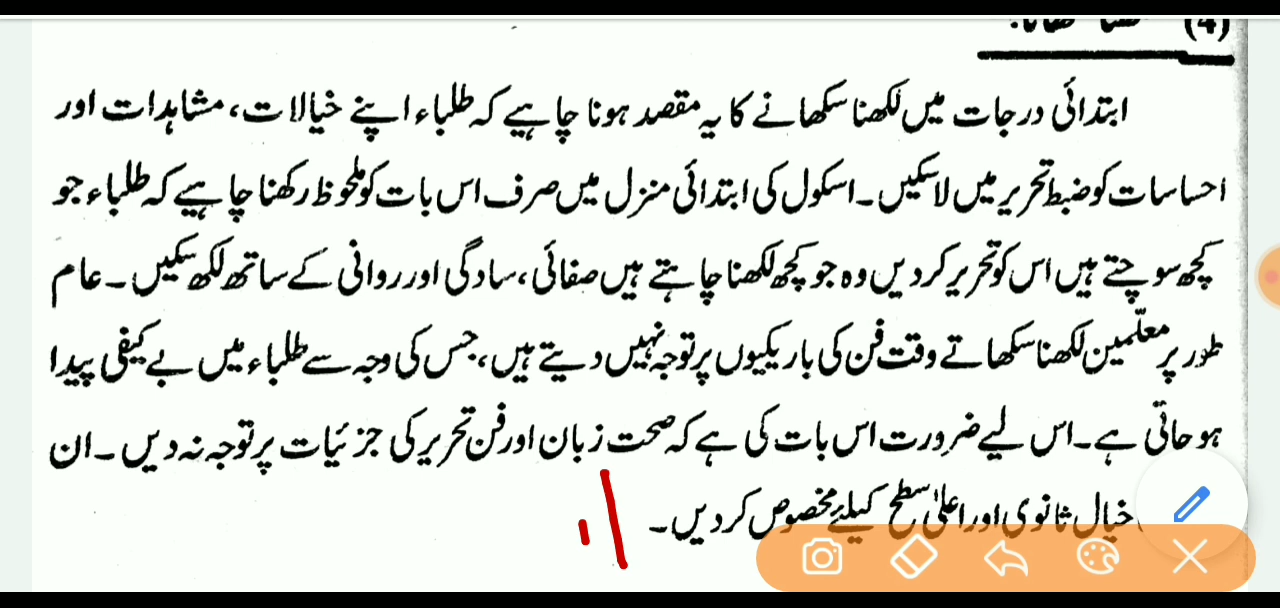 (4)
ابتدائی درجات میں لکھنا سکھانے کا یہ مقصد ہونا چاہیے کہ طلباء اپنے خیالات، مشاہدات اور
احساسات کو ضبط تحریر میں لا سکیں۔ اسکول کی ابتدائی منزل میں صرف اس بات کو ملحوظ رکھنا چاہیے کہ طلباء جو
کچھ سوچتے ہیں اس کو تحریر کردیں وہ جو کچھ لکھنا چاہتے ہیں صفائی، سادگی اور روانی کے ساتھ لکھ سکیں۔ عام
طور پر معلّمین لکھنا سکھاتے وقت فن کی باریکیوں پر توجہ نہیں دیتے ہیں، جس کی وجہ سے طلباء میں بے کیفی پیدا
ہو جاتی ہے۔ اس لیے ضرورت اس بات کی ہے کہ صحت زبان اور فن تحریر کی جزئیات پر توجہ نہ دیں۔ ان
خیال ثانوی اور اعلیٰ سطح کیلئے مخصوص کردیں۔